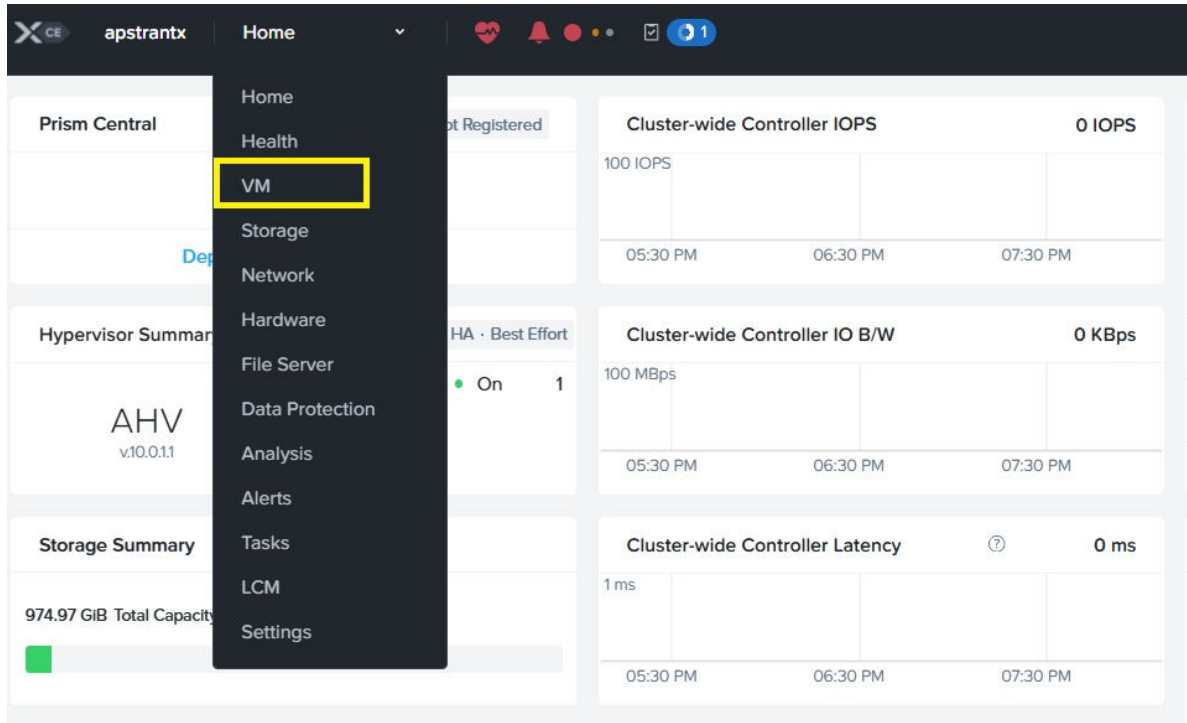 CE apstrantx Home 1
Home
Health
VM
Storage
Network
Hardware
File Server
Data Protection
Analysis
Alerts
Tasks
LCM
Settings
Prism Central ot Registered
Dep
Hypervisor Summar HA · Best Effort
On 1
AHV
v.10.0.1.1
Storage Summary
974.97 GiB Total Capacity
Cluster-wide Controller IOPS 0 IOPS
100 IOPS
05:30 PM 06:30 PM 07:30 PM
Cluster-wide Controller IO B/W 0 KBps
100 MBps
05:30 PM 06:30 PM 07:30 PM
Cluster-wide Controller Latency ? 0 ms
1 ms
05:30 PM 06:30 PM 07:30 PM